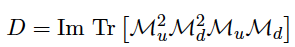 D = Im Tr [ℳ_u^2 ℳ_d^2 ℳ_u ℳ_d]